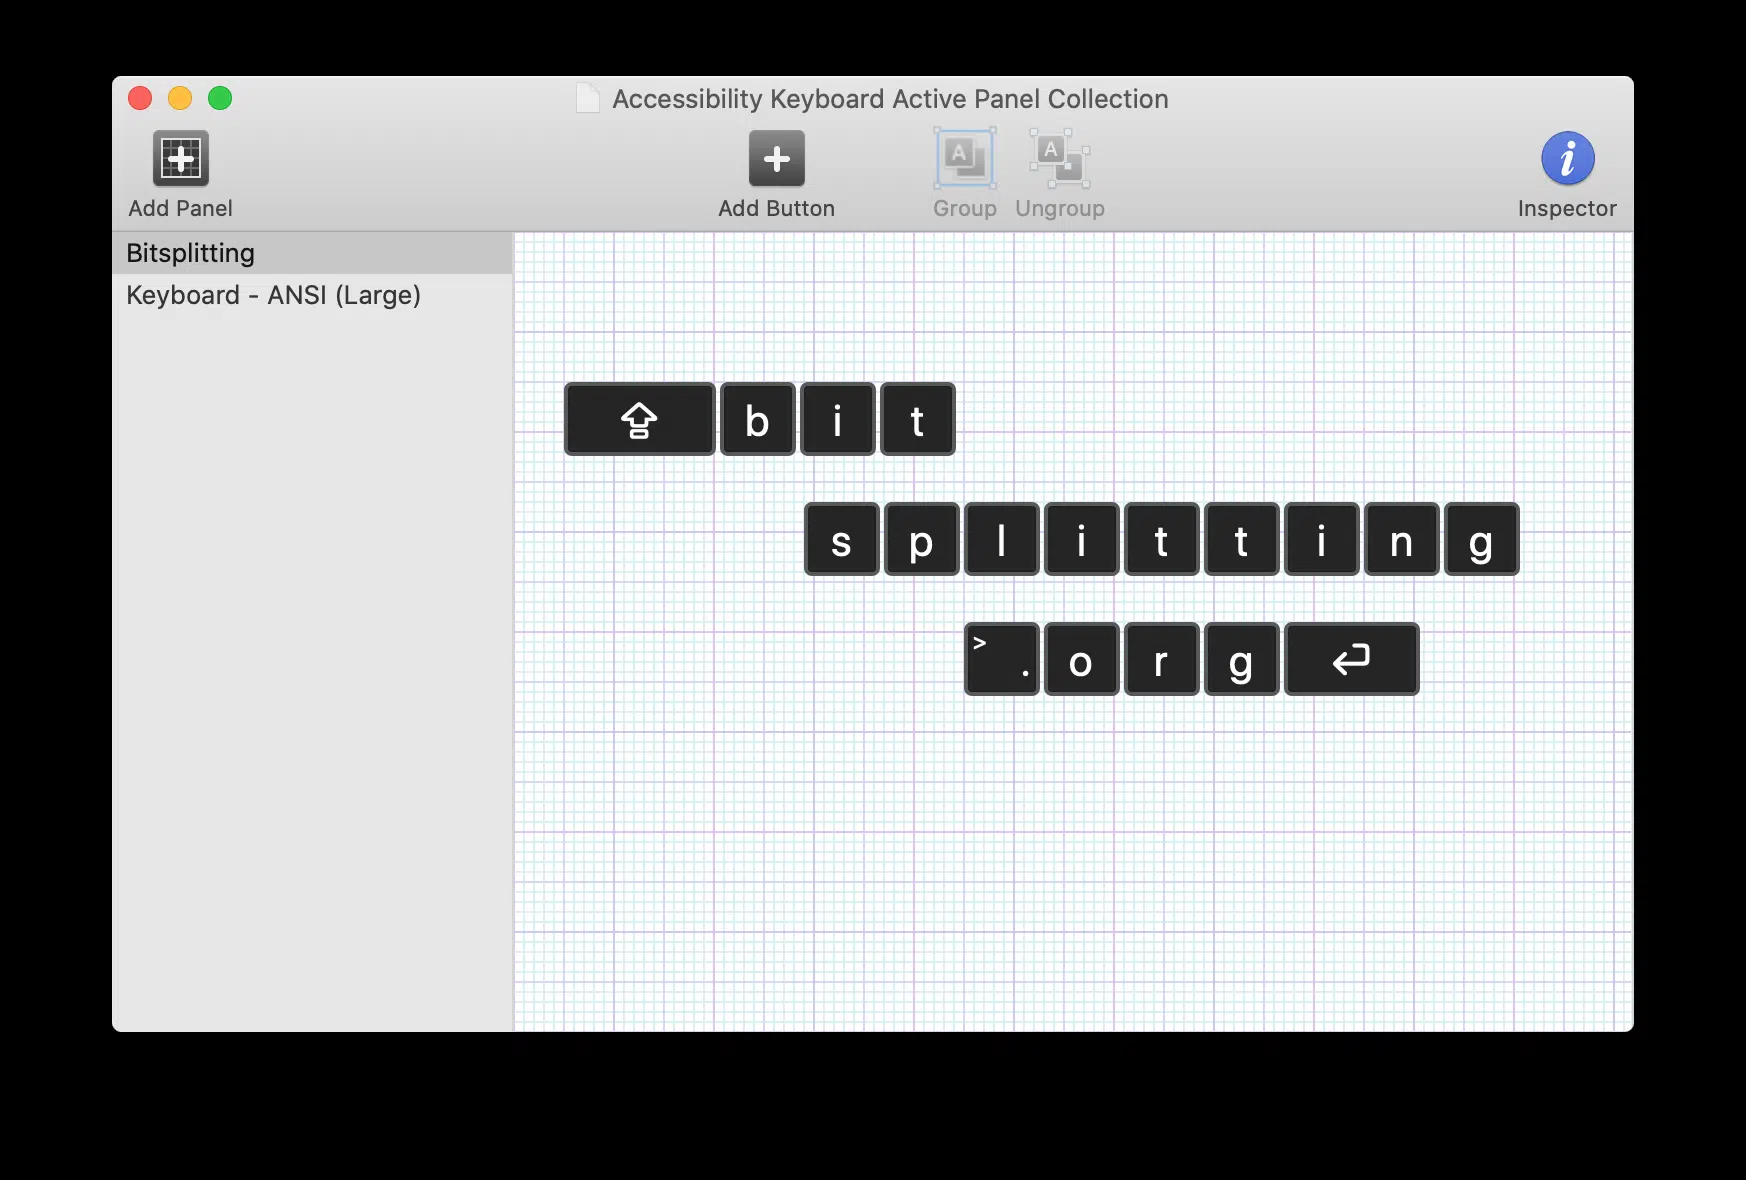 Accessibility Keyboard Active Panel Collection
Add Panel
Add Button
A
Group
A
Ungroup
i
Inspector
Bitsplitting
Keyboard - ANSI (Large)
⇪ b i t
s p l i t t i n g
> . o r g ↩